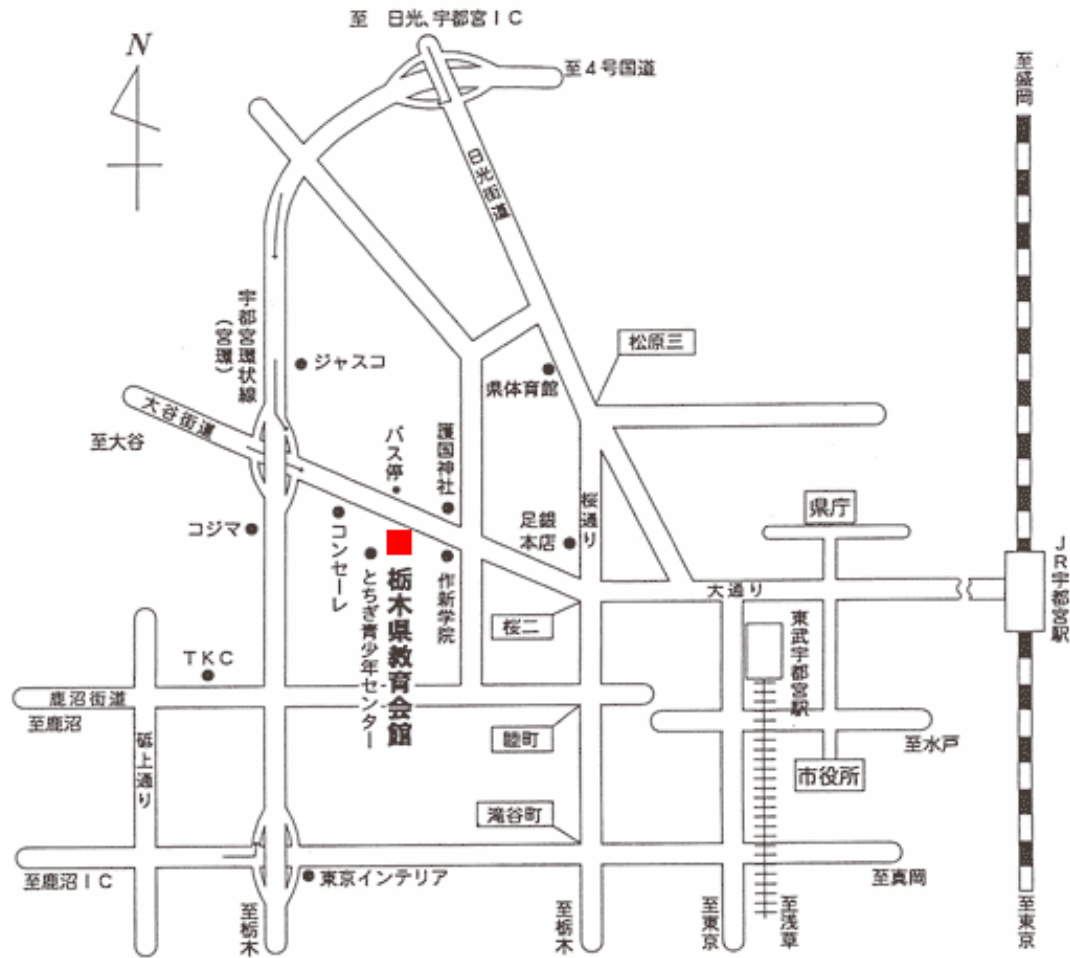 至 日光、宇都宮IC
N
至4号国道
至盛岡
日光街道
宇都宮環状線
(宮環)
ジャスコ
松原三
県体育館
大谷街道
至大谷
バス停
護国神社
桜通り
足銀
本店
県庁
コジマ
コンセーレ
とちぎ青少年センター
栃木県教育会館
作新学院
大通り
JR宇都宮駅
桜二
東武宇都宮駅
TKC
鹿沼街道
至鹿沼
砥上通り
睦町
至水戸
市役所
滝谷町
至鹿沼IC
東京インテリア
至真岡
至栃木
至栃木
至東京
至浅草
至東京